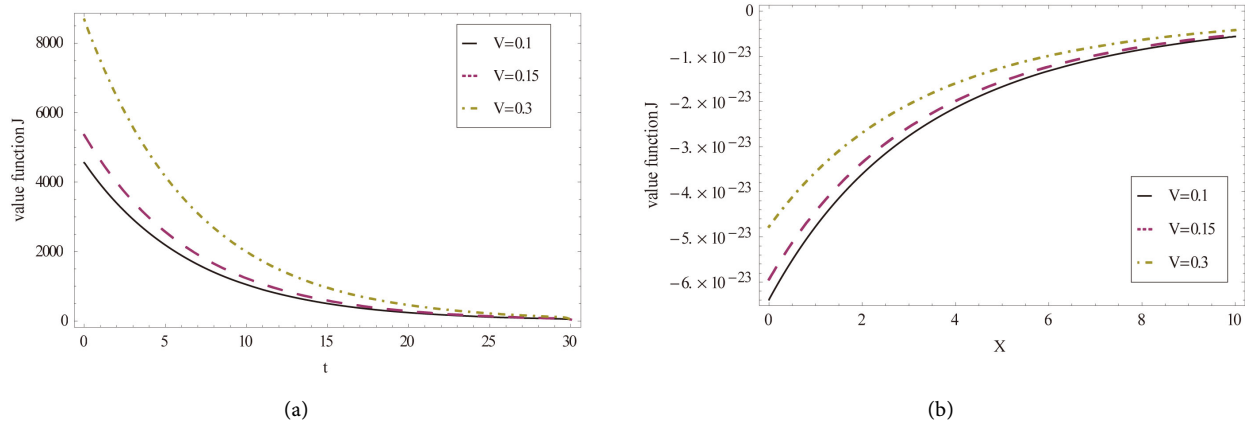 value function J
8000
6000
4000
2000
0
0 5 10 15 20 25 30
t
V=0.1
V=0.15
V=0.3
(a)
value function J
0
−1. × 10−23
−2. × 10−23
−3. × 10−23
−4. × 10−23
−5. × 10−23
−6. × 10−23
0 2 4 6 8 10
X
V=0.1
V=0.15
V=0.3
(b)